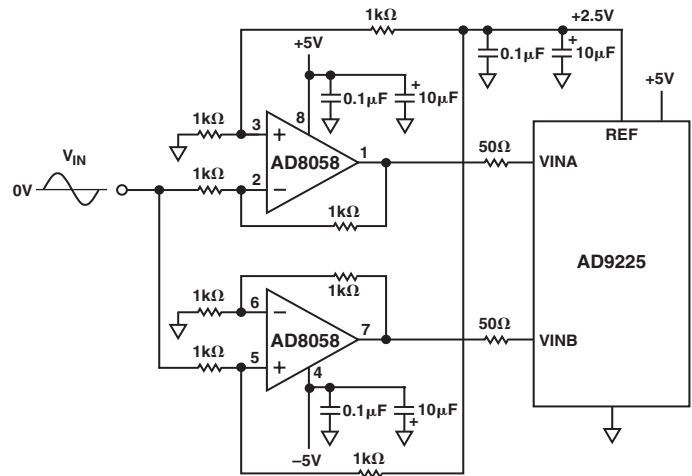 1kΩ
+2.5V
+5V
0.1μF
+
10μF
0.1μF
+
10μF
+5V
1kΩ
8
3
+
REF
VIN
AD8058
1
50Ω
VINA
0V
1kΩ
2
−
1kΩ
AD9225
1kΩ
1kΩ
6
−
AD8058
7
50Ω
VINB
1kΩ
5
+
4
0.1μF
10μF
+
−5V
1kΩ